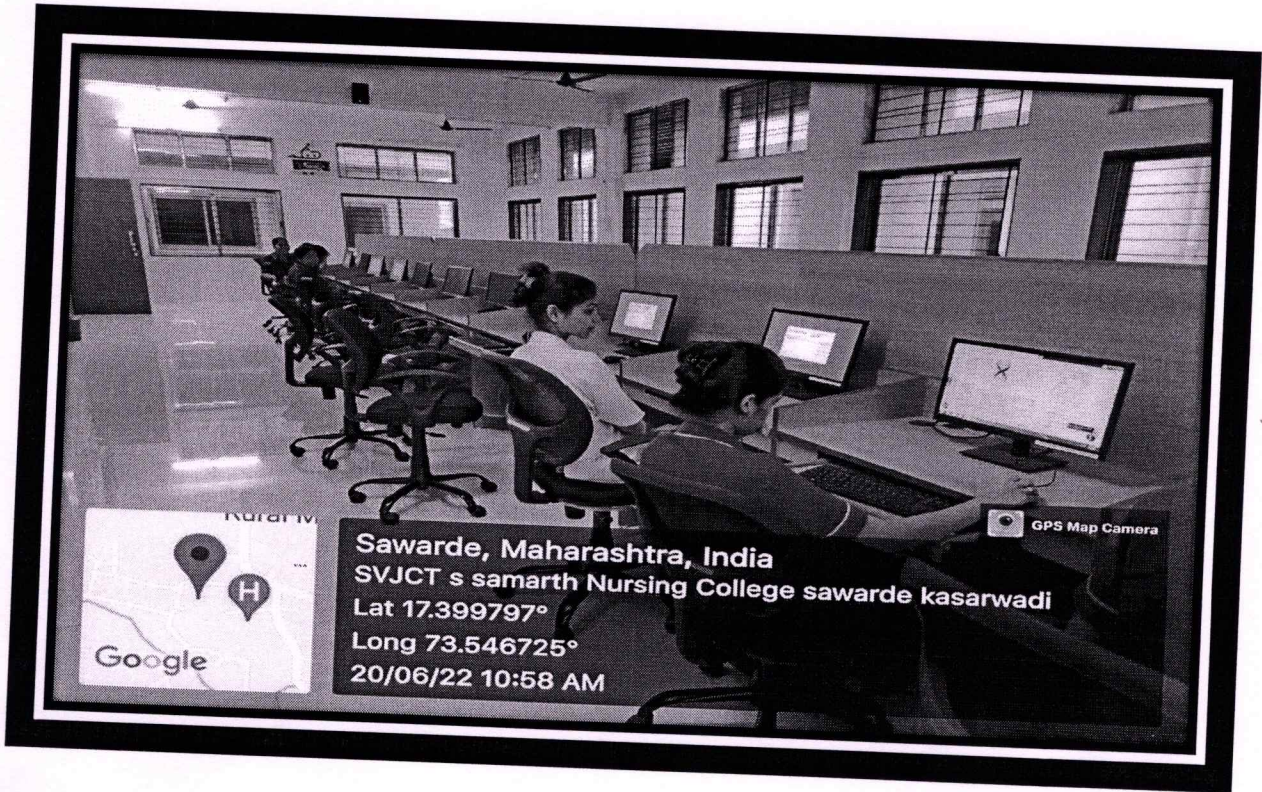 GPS Map Camera
Sawarde, Maharashtra, India
SVJCT s samarth Nursing College sawarde kasarwadi
Lat 17.399797°
Long 73.546725°
20/06/22 10:58 AM
H
Google